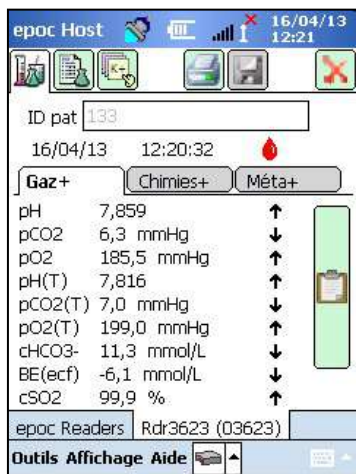 epoc Host 16/04/13
12:21
K+
ID pat 133
16/04/13 12:20:32
Gaz+ Chimies+ Méta+
pH 7,859 ↑
pCO2 6,3 mmHg ↓
pO2 185,5 mmHg ↑
pH(T) 7,816 ↑
pCO2(T) 7,0 mmHg ↓
pO2(T) 199,0 mmHg ↑
cHCO3- 11,3 mmol/L ↓
BE(ecf) -6,1 mmol/L ↓
cSO2 99,9 % ↑
epoc Readers Rdr3623 (03623)
Outils Affichage Aide